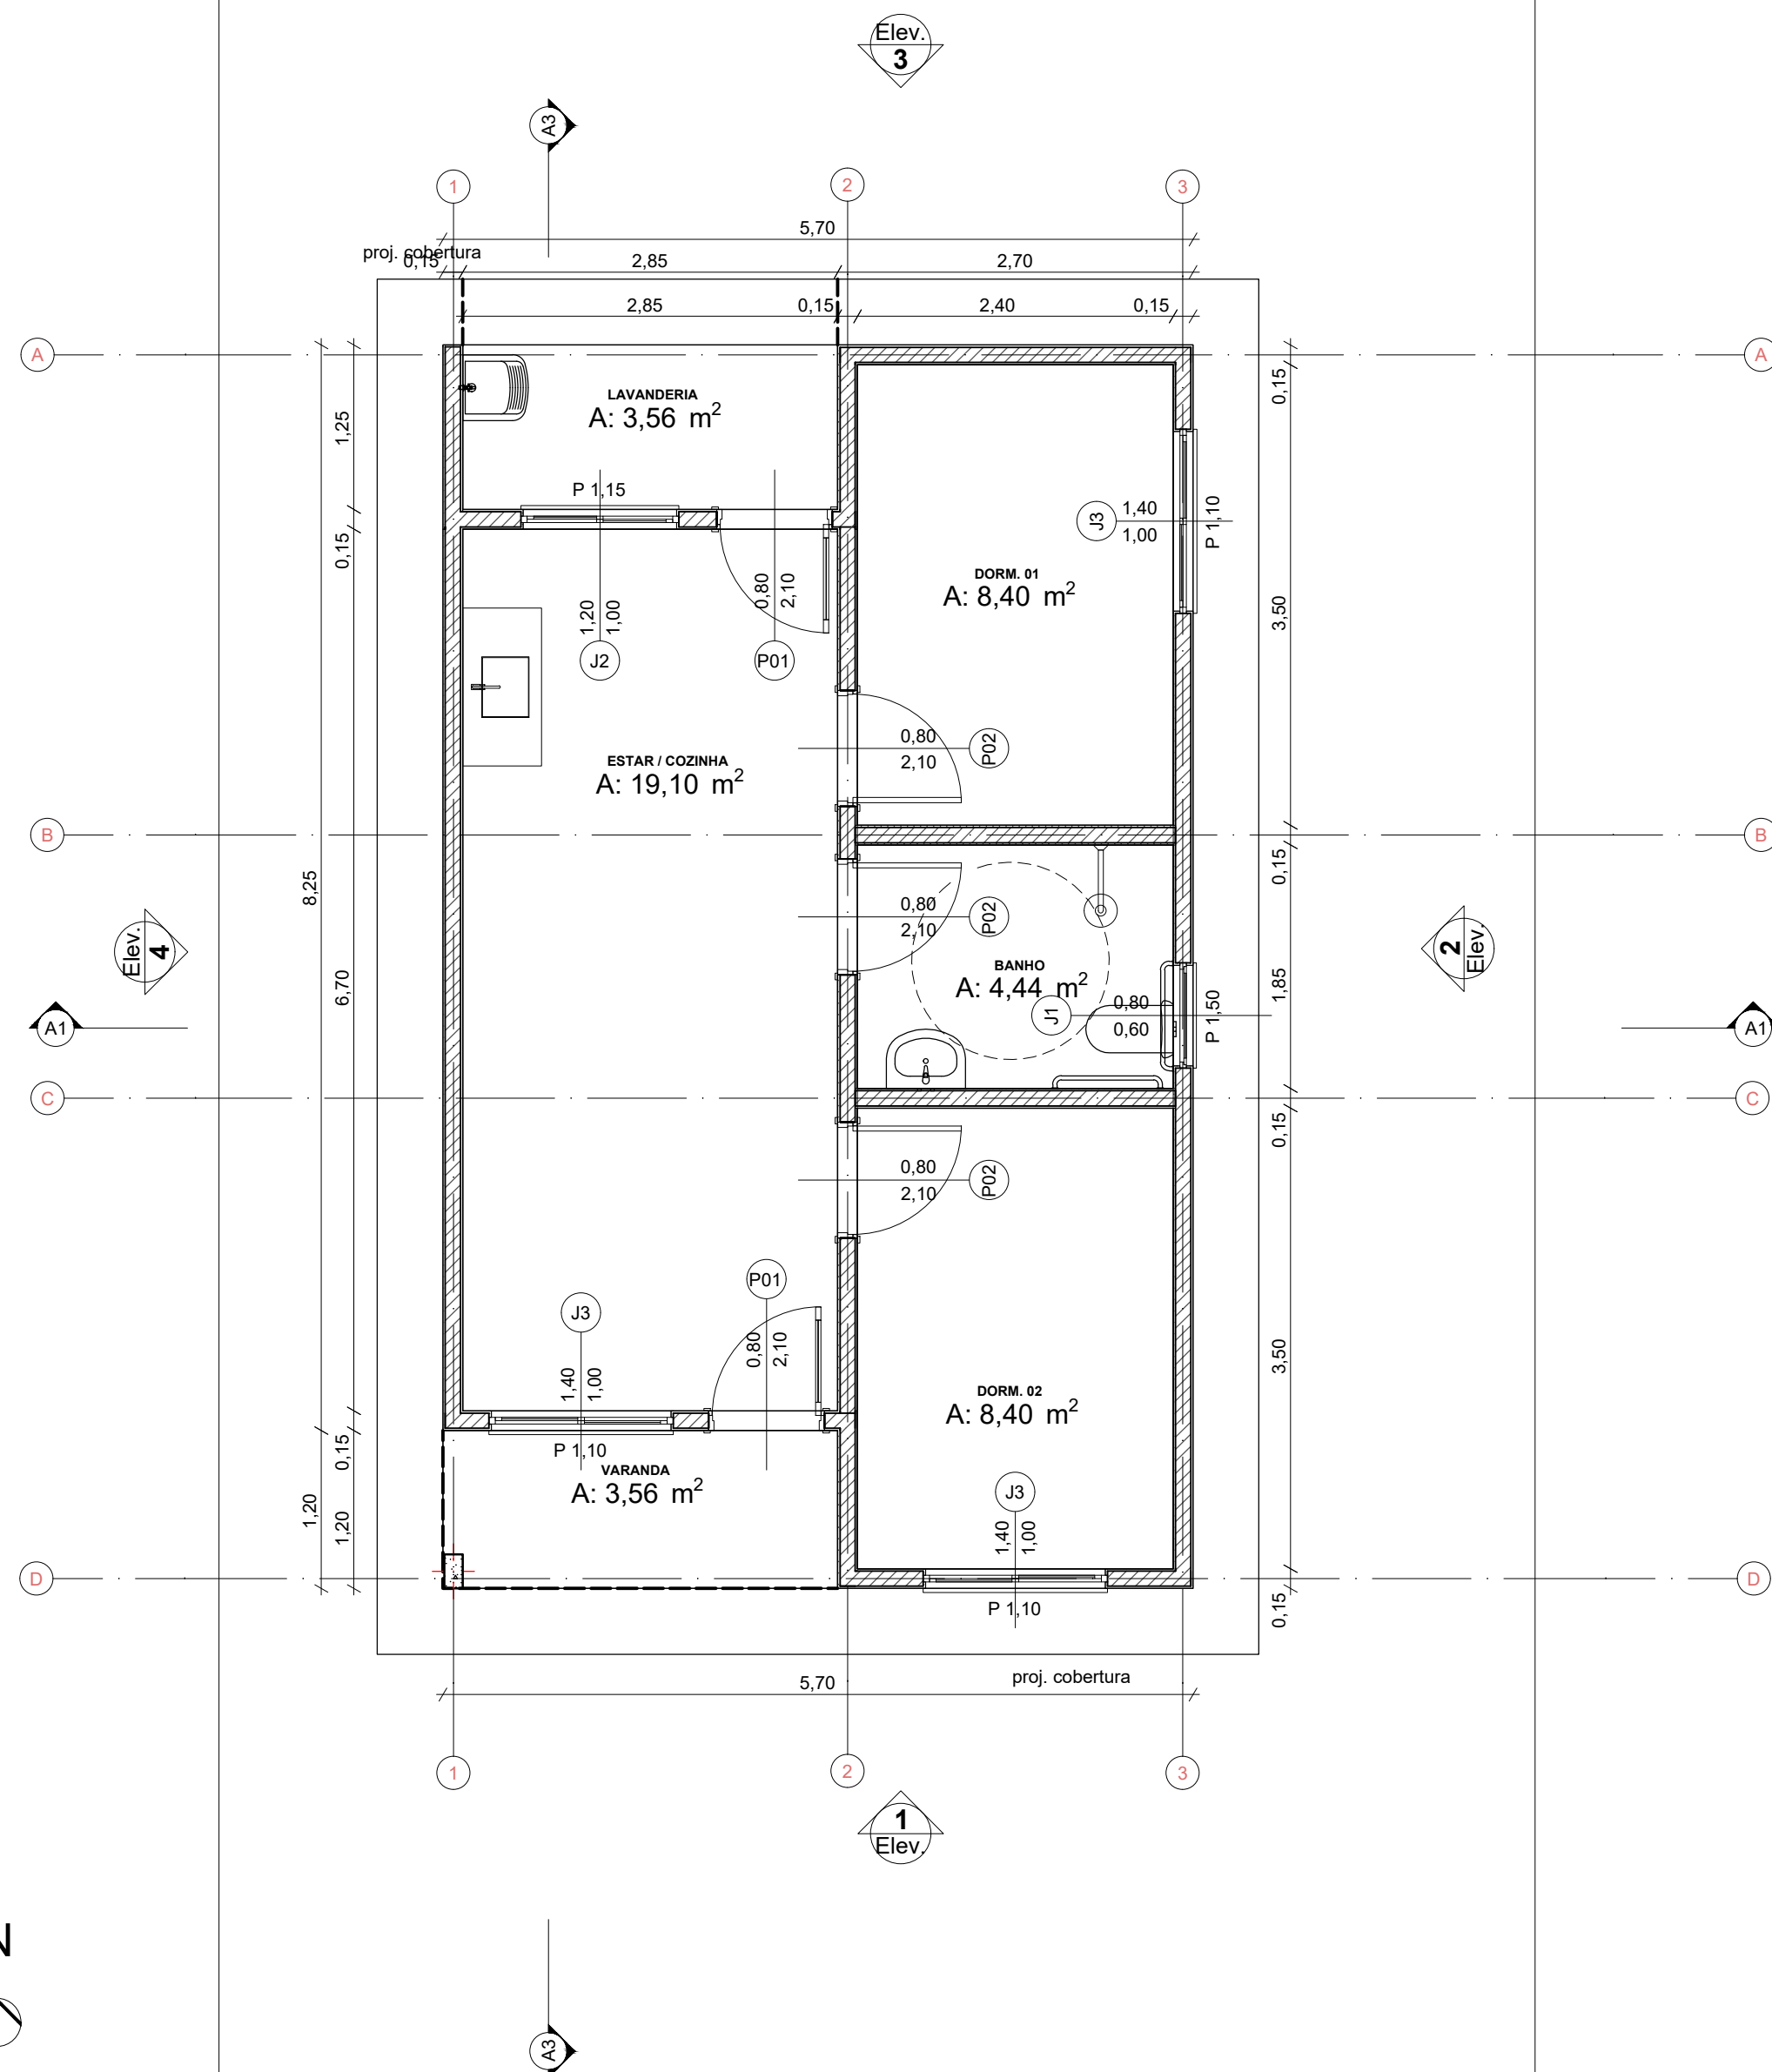 Elev.
3
A3
1
2
3
5,70
proj. cobertura
0,15
2,85
2,70
2,85
0,15
2,40
0,15
A
A
LAVANDERIA
A: 3,56 m²
1,25
0,15
P 1,15
0,15
J3
1,40
1,00
P 1,10
DORM. 01
A: 8,40 m²
3,50
1,20
1,00
J2
0,80
2,10
P01
0,80
2,10
P02
ESTAR / COZINHA
A: 19,10 m²
B
B
8,25
0,15
0,80
2,10
P02
Elev.
4
2
Elev.
BANHO
A: 4,44 m²
6,70
J1
0,80
0,60
P 1,50
1,85
A1
A1
C
C
0,15
0,80
2,10
P02
P01
0,80
2,10
J3
1,40
1,00
3,50
DORM. 02
A: 8,40 m²
P 1,10
VARANDA
A: 3,56 m²
0,15
1,20
1,20
J3
1,40
1,00
D
D
P 1,10
0,15
proj. cobertura
5,70
1
2
3
1
Elev.
N
A3